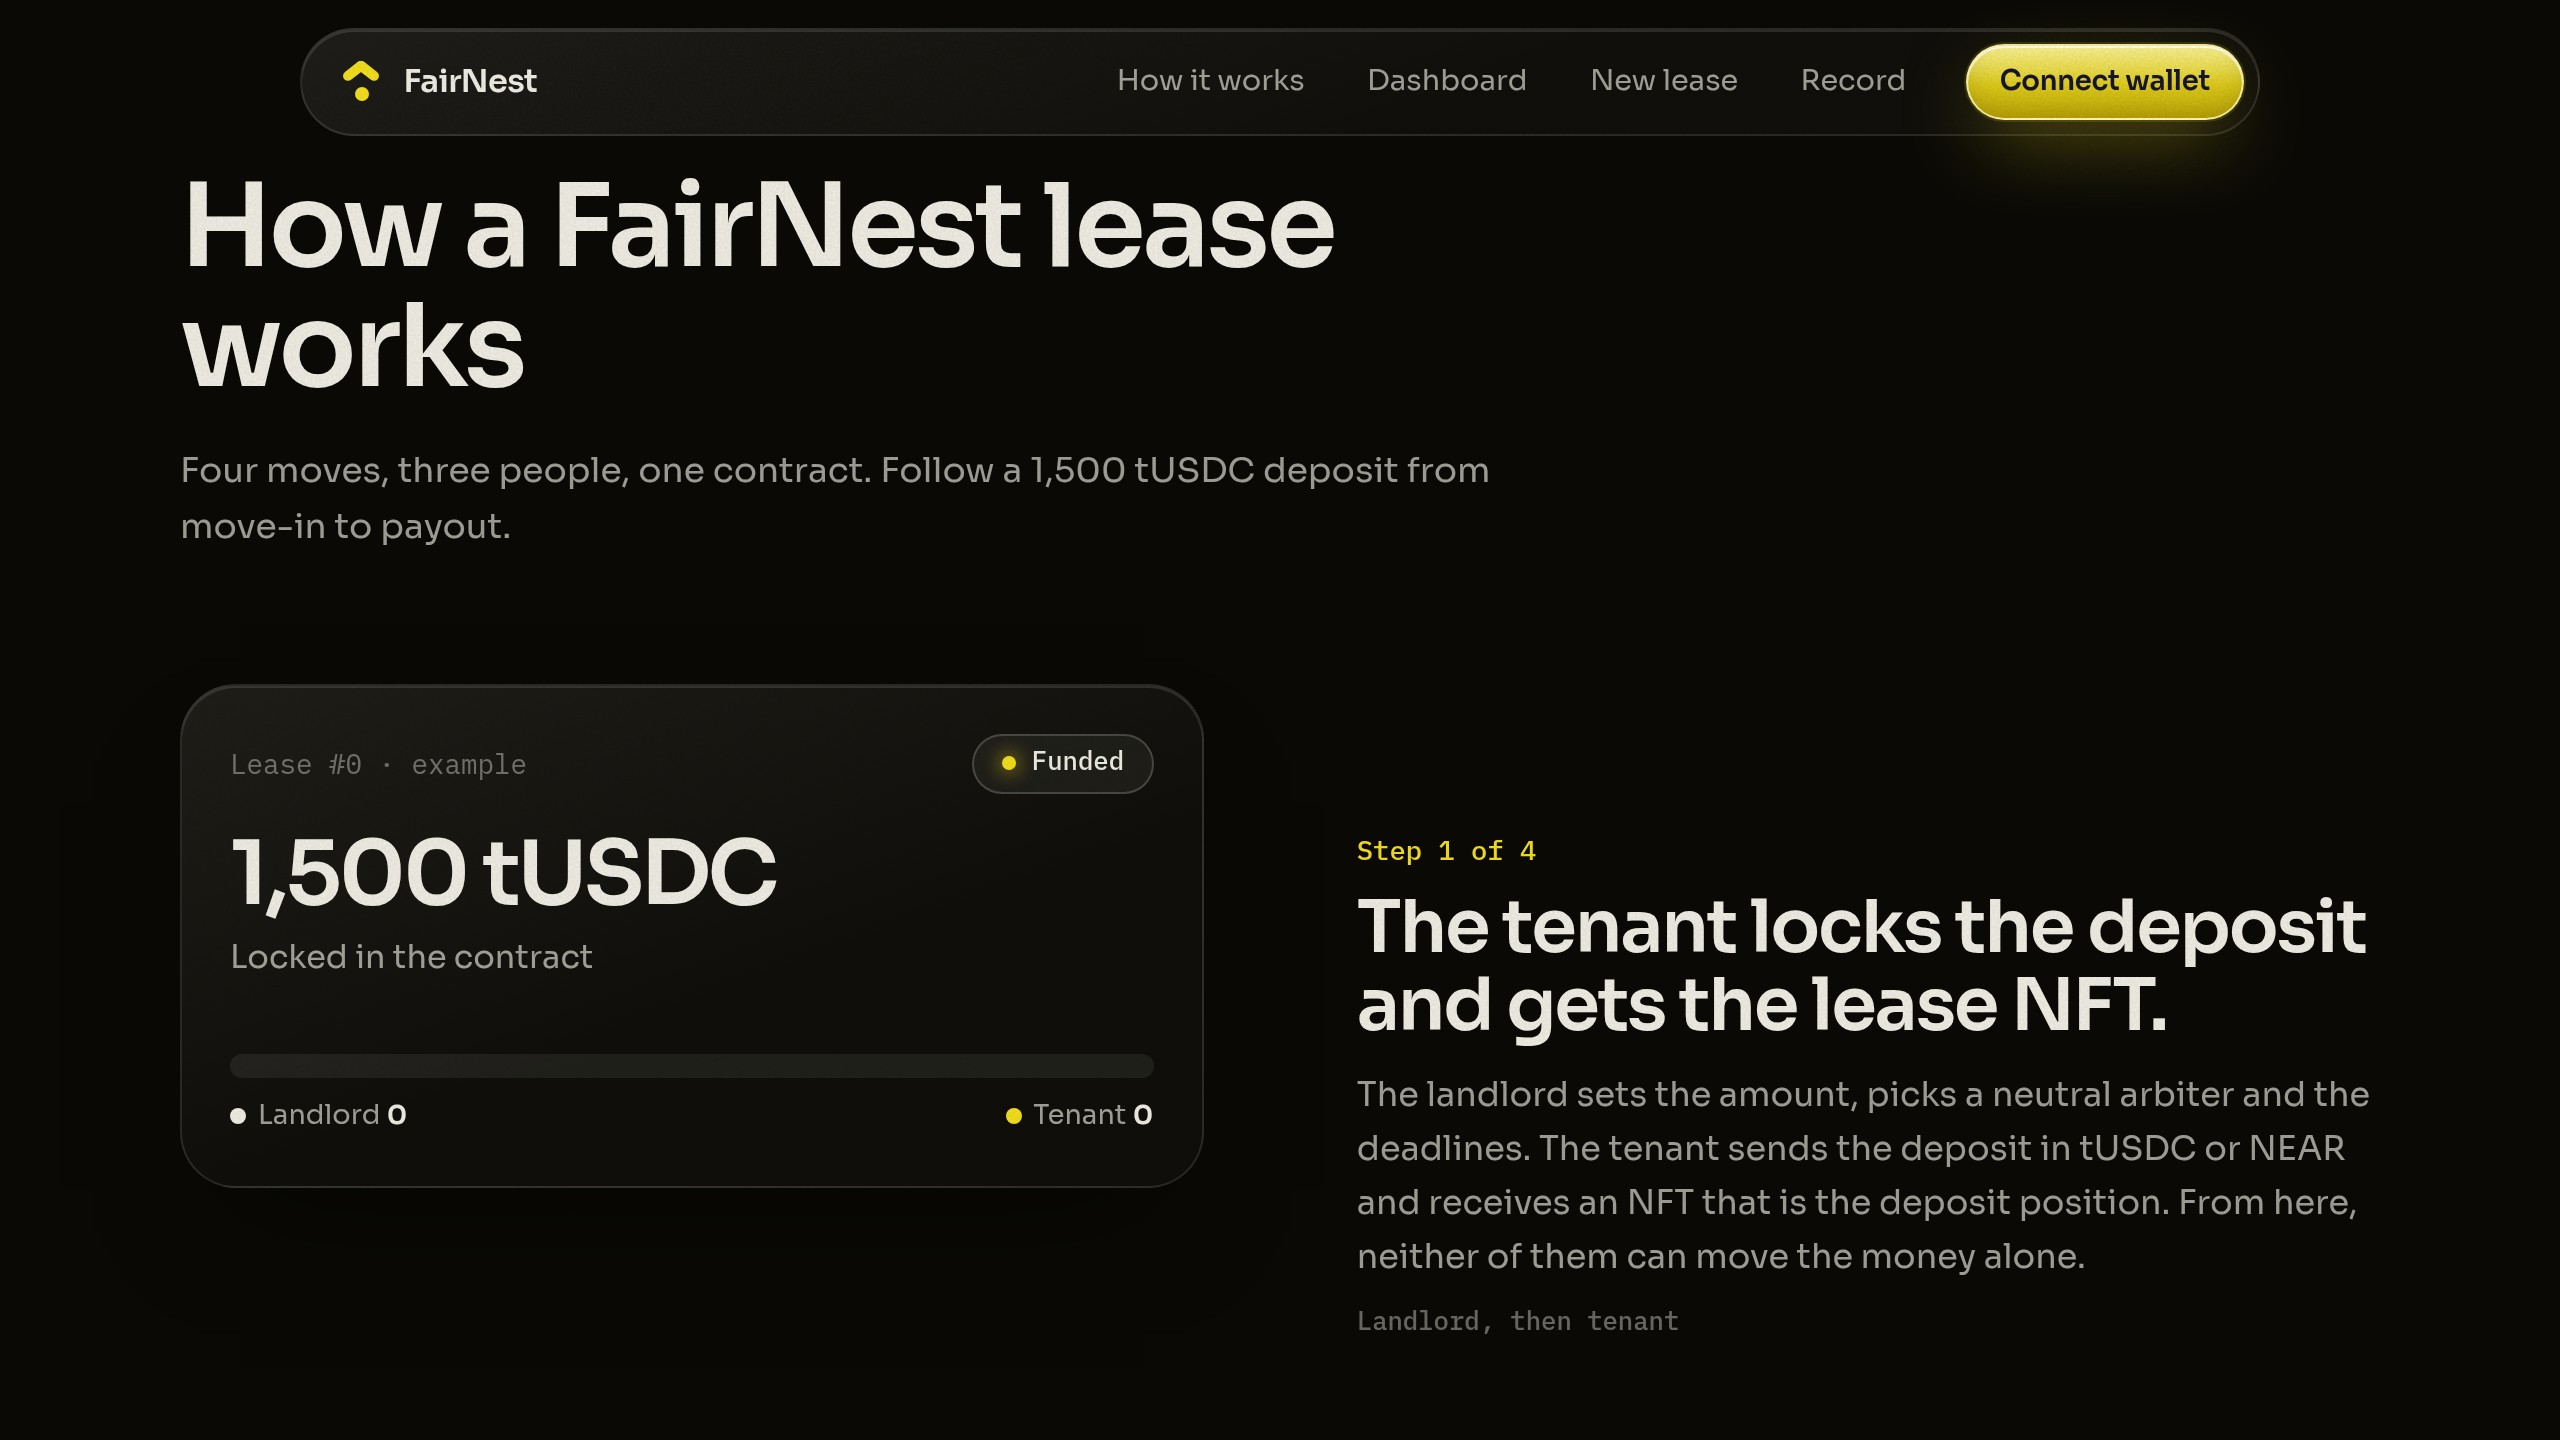 FairNest
How it works
Dashboard
New lease
Record
Connect wallet
How a FairNest lease
works
Four moves, three people, one contract. Follow a 1,500 tUSDC deposit from
move-in to payout.
Lease #0 · example
Funded
1,500 tUSDC
Locked in the contract
Landlord 0
Tenant 0
Step 1 of 4
The tenant locks the deposit
and gets the lease NFT.
The landlord sets the amount, picks a neutral arbiter and the
deadlines. The tenant sends the deposit in tUSDC or NEAR
and receives an NFT that is the deposit position. From here,
neither of them can move the money alone.
Landlord, then tenant